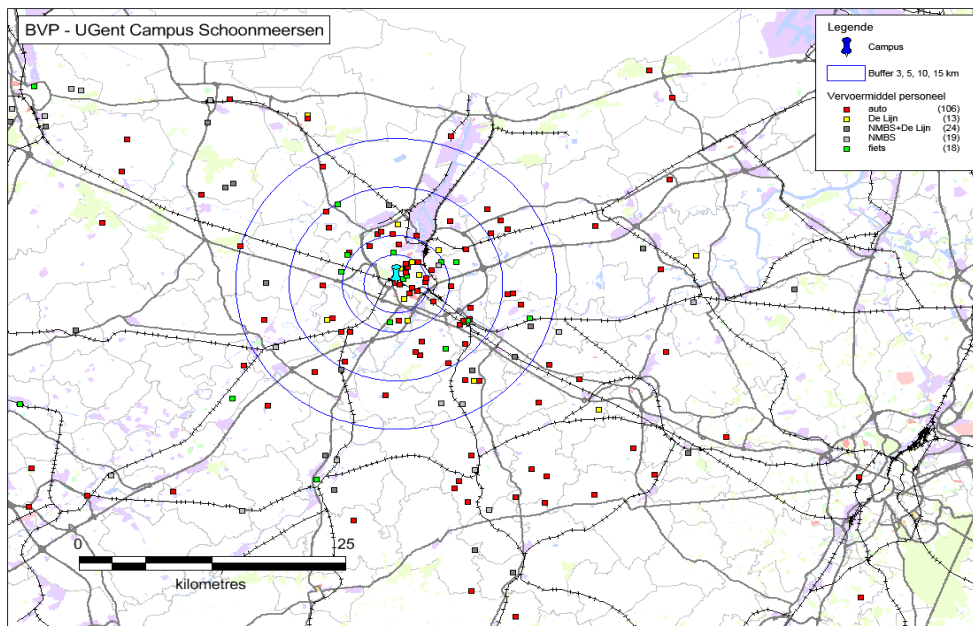 BVP - UGent Campus Schoonmeersen
Legende
Campus
Buffer 3, 5, 10, 15 km
Vervoermiddel personeel
auto (106)
De Lijn (13)
NMBS+De Lijn (24)
NMBS (19)
fiets (18)
0 25
kilometres